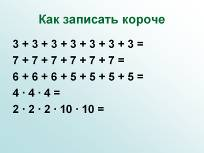 Как записать короче
3 + 3 + 3 + 3 + 3 + 3 + 3 =
7 + 7 + 7 + 7 + 7 + 7 =
6 + 6 + 6 + 5 + 5 + 5 + 5 =
4 · 4 · 4 =
2 · 2 · 2 · 10 · 10 =